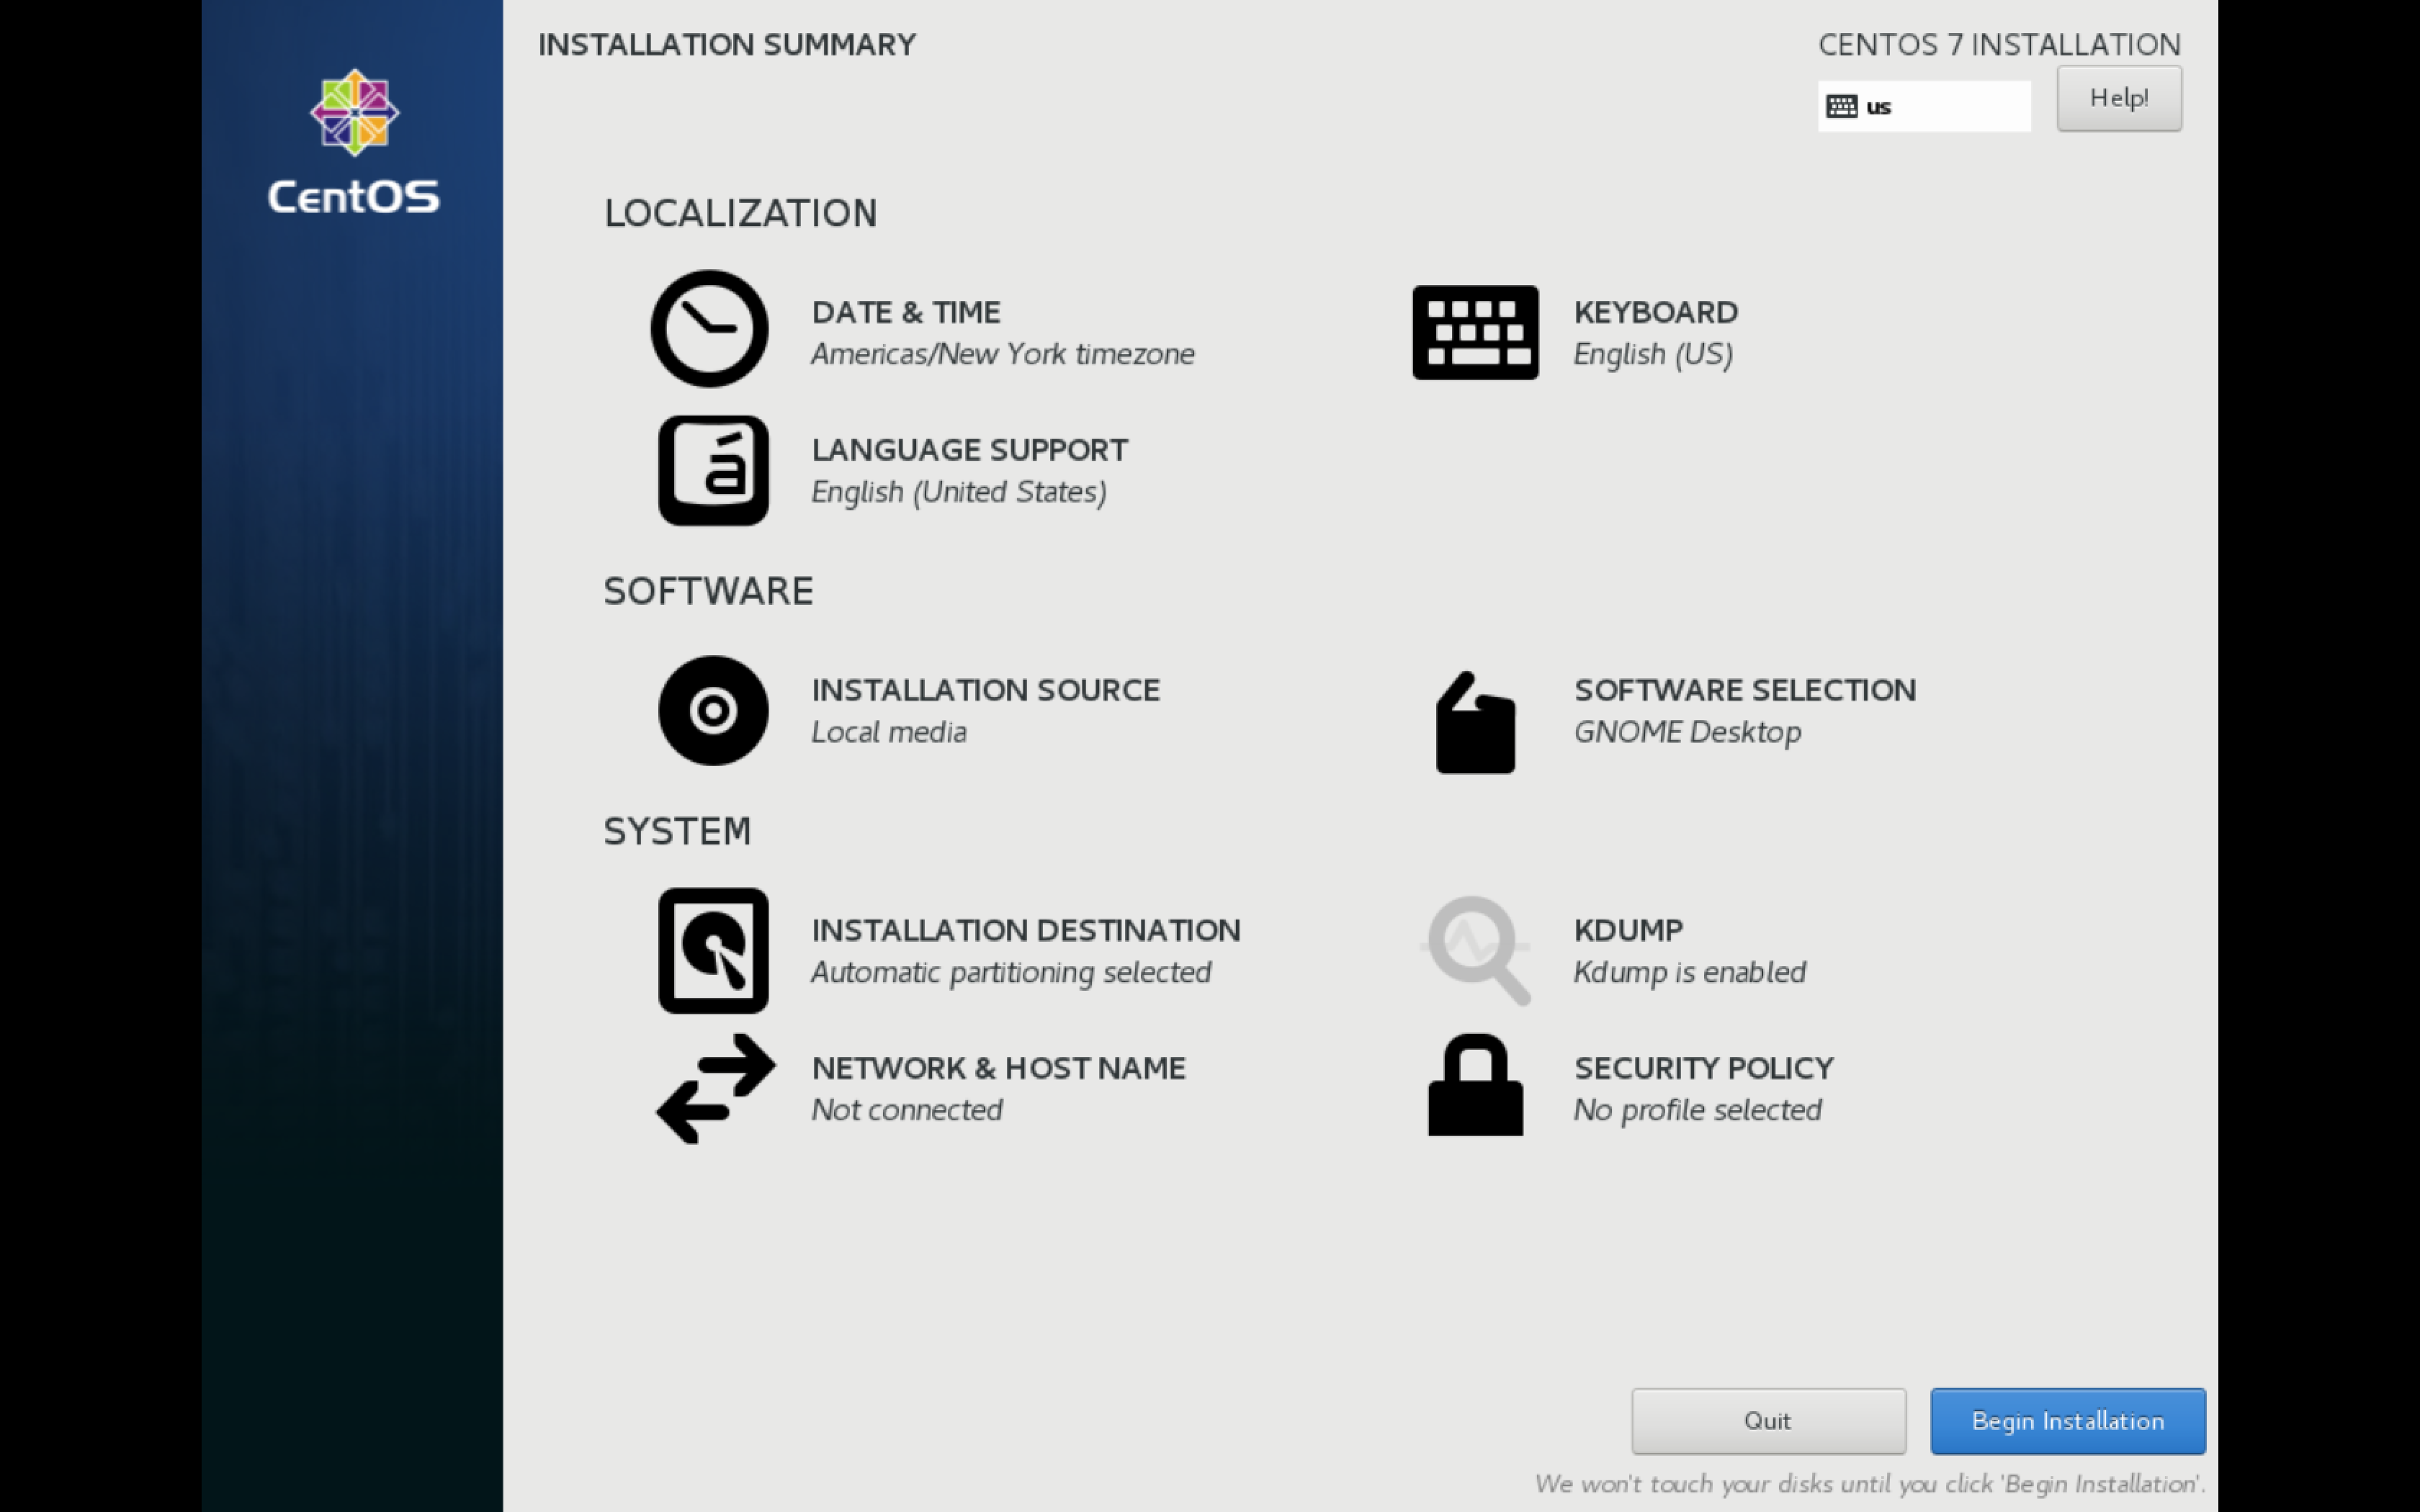 INSTALLATION SUMMARY
CENTOS 7 INSTALLATION
us
Help!
CentOS
LOCALIZATION
DATE & TIME
Americas/New York timezone
KEYBOARD
English (US)
á
LANGUAGE SUPPORT
English (United States)
SOFTWARE
INSTALLATION SOURCE
Local media
SOFTWARE SELECTION
GNOME Desktop
SYSTEM
INSTALLATION DESTINATION
Automatic partitioning selected
KDUMP
Kdump is enabled
NETWORK & HOST NAME
Not connected
SECURITY POLICY
No profile selected
Quit
Begin Installation
We won't touch your disks until you click 'Begin Installation'.